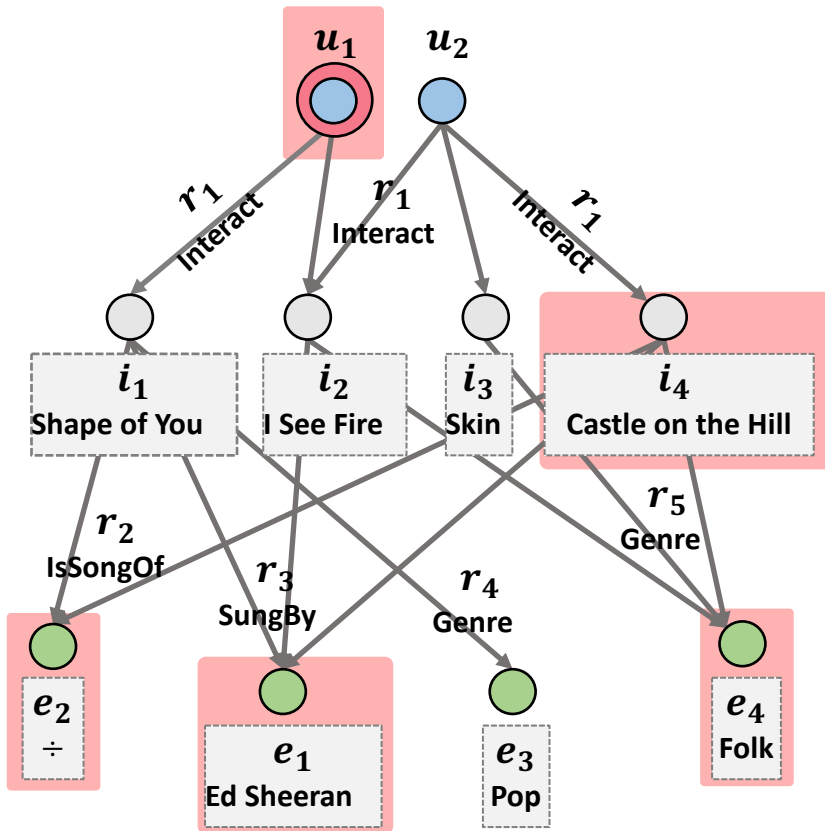 u₁ u₂
r₁ Interact
r₁ Interact
r₁ Interact
i₁
Shape of You
i₂
I See Fire
i₃
Skin
i₄
Castle on the Hill
r₂
IsSongOf
r₃
SungBy
r₄
Genre
r₅
Genre
e₂
÷
e₁
Ed Sheeran
e₃
Pop
e₄
Folk